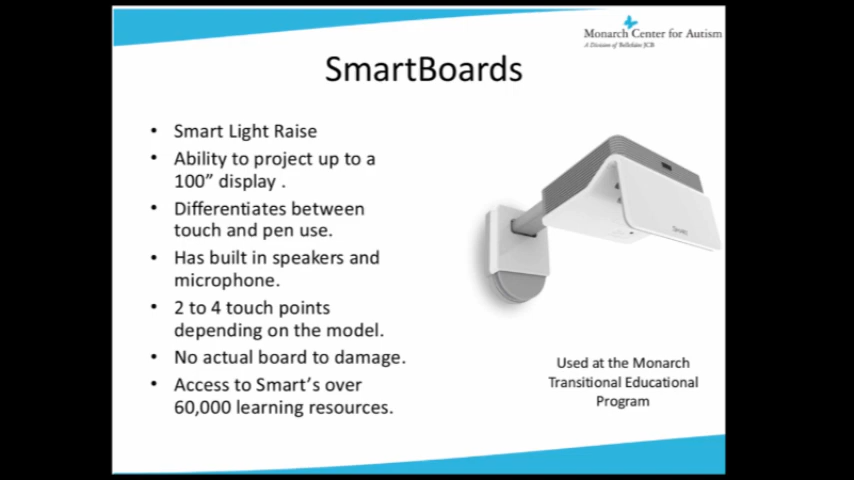 Monarch Center for Autism
A Division of Bellefaire JCB
SmartBoards
• Smart Light Raise
• Ability to project up to a
100” display .
• Differentiates between
touch and pen use.
• Has built in speakers and
microphone.
• 2 to 4 touch points
depending on the model.
• No actual board to damage.
• Access to Smart’s over
60,000 learning resources.
Used at the Monarch
Transitional Educational
Program